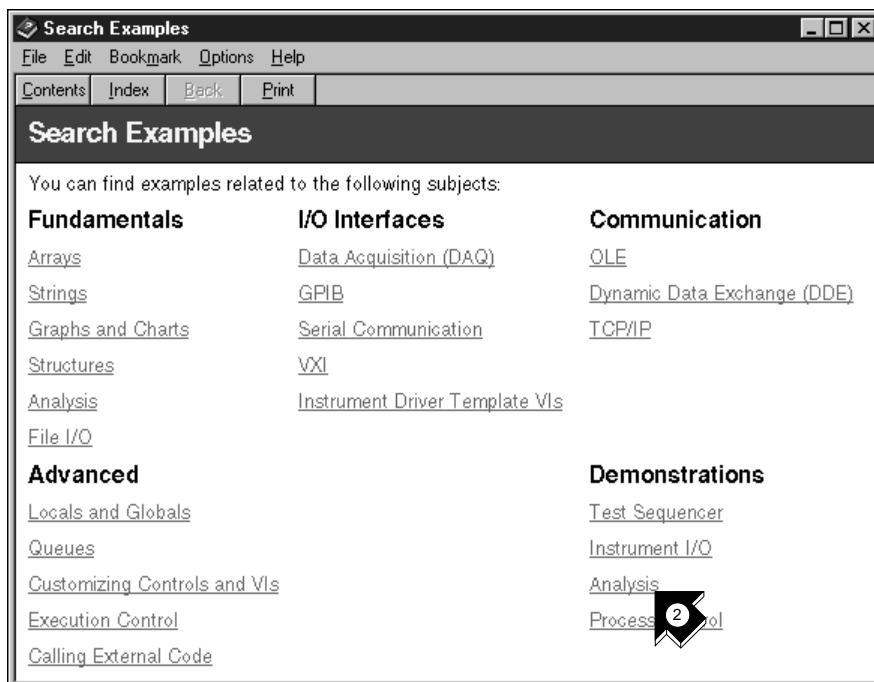 Search Examples
File Edit Bookmark Options Help
Contents Index Back Print
Search Examples
You can find examples related to the following subjects:
Fundamentals
Arrays
Strings
Graphs and Charts
Structures
Analysis
File I/O
I/O Interfaces
Data Acquisition (DAQ)
GPIB
Serial Communication
VXI
Instrument Driver Template VIs
Communication
OLE
Dynamic Data Exchange (DDE)
TCP/IP
Advanced
Locals and Globals
Queues
Customizing Controls and VIs
Execution Control
Calling External Code
Demonstrations
Test Sequencer
Instrument I/O
Analysis
Process
2